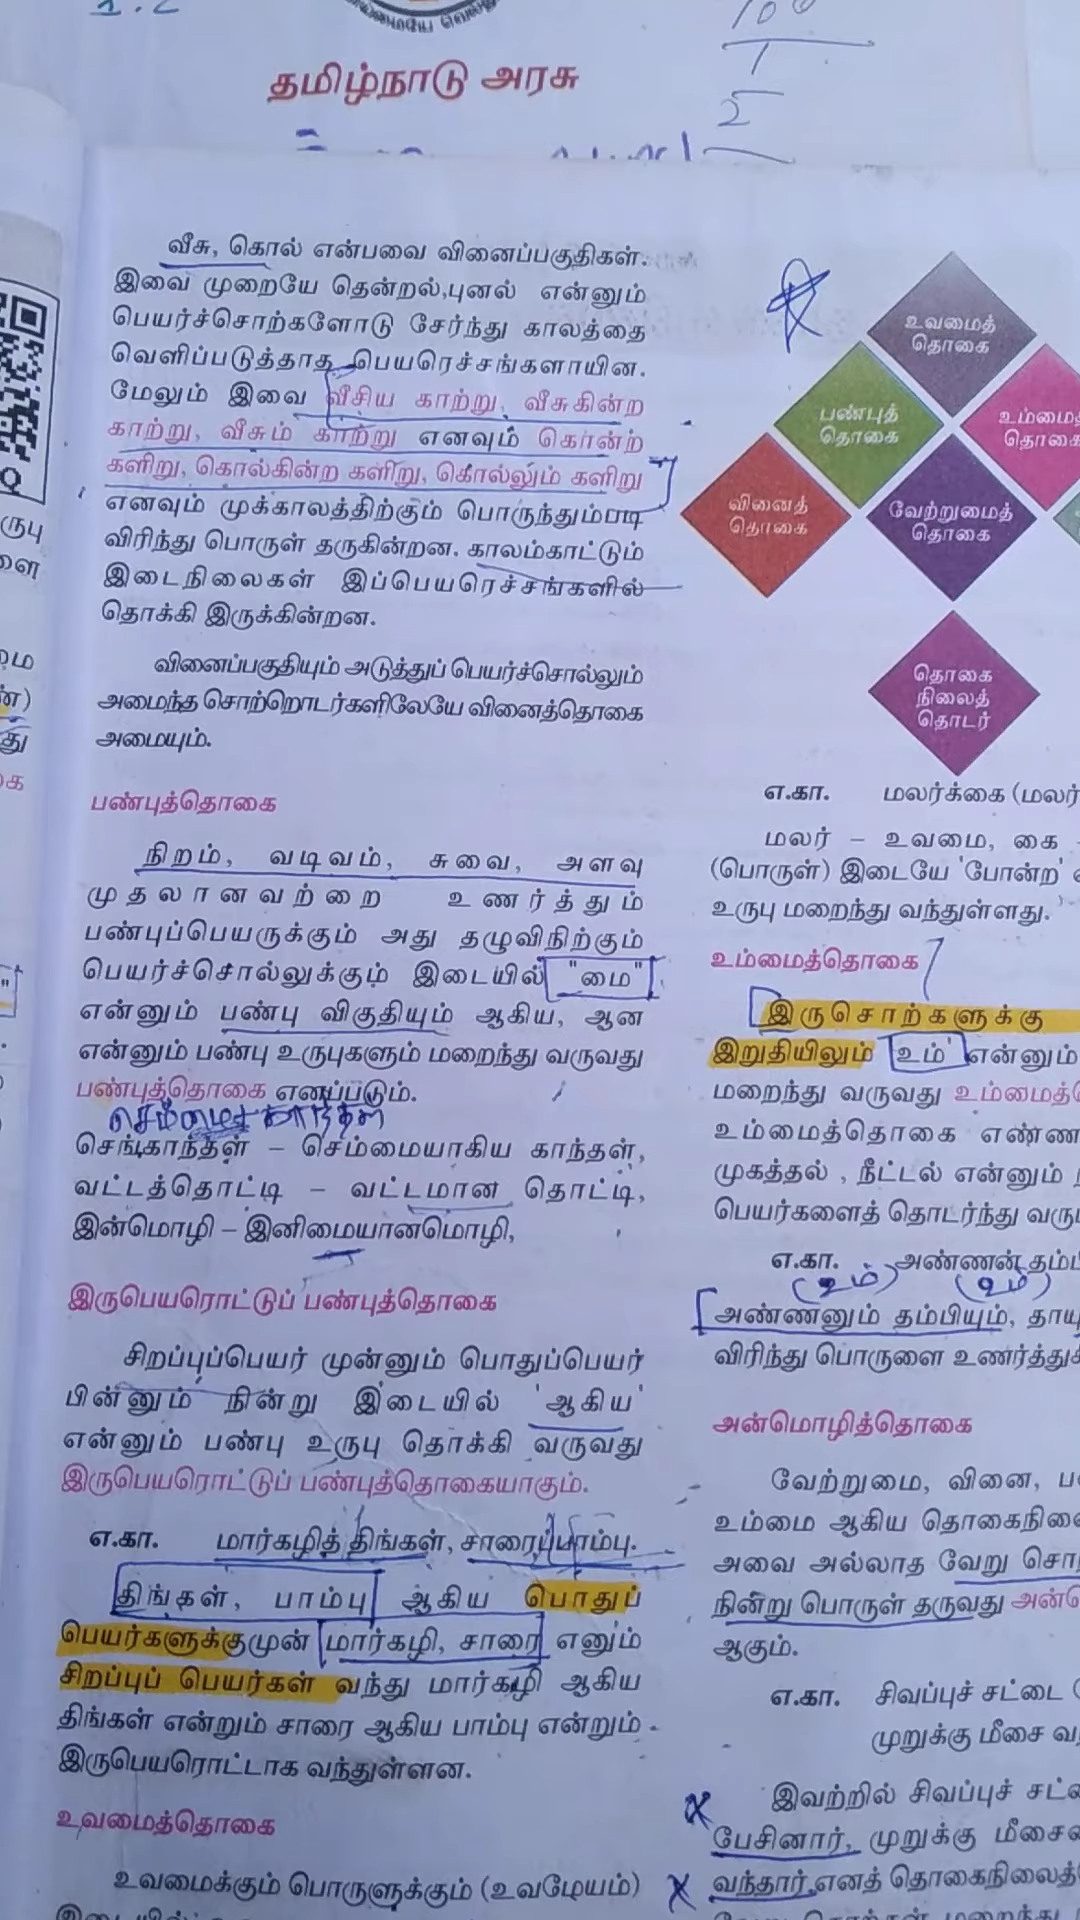 தமிழ்நாடு அரசு
வீசு, கொல் என்பவை வினைப்பகுதிகள்.
இவை முறையே தென்றல்,புனல் என்னும்
பெயர்ச்சொற்களோடு சேர்ந்து காலத்தை
வெளிப்படுத்தாத பெயரெச்சங்களாயின.
மேலும் இவை வீசிய காற்று, வீசுகின்ற
காற்று, வீசும் காற்று எனவும் கொன்ற
களிறு, கொல்கின்ற களிறு, கொல்லும் களிறு
எனவும் முக்காலத்திற்கும் பொருந்தும்படி
விரிந்து பொருள் தருகின்றன. காலம்காட்டும்
இடைநிலைகள் இப்பெயரெச்சங்களில்
தொக்கி இருக்கின்றன.
வினைப்பகுதியும் அடுத்துப் பெயர்ச்சொல்லும்
அமைந்த சொற்றொடர்களிலேயே வினைத்தொகை
அமையும்.
பண்புத்தொகை
நிறம், வடிவம், சுவை, அளவு
முதலானவற்றை உணர்த்தும்
பண்புப்பெயருக்கும் அது தழுவிநிற்கும்
பெயர்ச்சொல்லுக்கும் இடையில் "மை"
என்னும் பண்பு விகுதியும் ஆகிய, ஆன
என்னும் பண்பு உருபுகளும் மறைந்து வருவது
பண்புத்தொகை எனப்படும்.
செங்காந்தள் – செம்மையாகிய காந்தள்,
வட்டத்தொட்டி – வட்டமான தொட்டி,
இன்மொழி – இனிமையானமொழி,
இருபெயரொட்டுப் பண்புத்தொகை
சிறப்புப்பெயர் முன்னும் பொதுப்பெயர்
பின்னும் நின்று இடையில் 'ஆகிய'
என்னும் பண்பு உருபு தொக்கி வருவது
இருபெயரொட்டுப் பண்புத்தொகையாகும்.
எ.கா. மார்கழித் திங்கள், சாரைப்பாம்பு.
திங்கள், பாம்பு ஆகிய பொதுப்
பெயர்களுக்குமுன் மார்கழி, சாரை எனும்
சிறப்புப் பெயர்கள் வந்து மார்கழி ஆகிய
திங்கள் என்றும் சாரை ஆகிய பாம்பு என்றும்
இருபெயரொட்டாக வந்துள்ளன.
உவமைத்தொகை
உவமைக்கும் பொருளுக்கும் (உவமேயம்)
உவமைத்
தொகை
பண்புத்
தொகை
உம்மைத்
தொகை
வினைத்
தொகை
வேற்றுமைத்
தொகை
தொகை
நிலைத்
தொடர்
எ.கா. மலர்க்கை (மலர்
மலர் – உவமை, கை
(பொருள்) இடையே 'போன்ற'
உருபு மறைந்து வந்துள்ளது.
உம்மைத்தொகை
இருசொற்களுக்கு
இறுதியிலும் 'உம்' என்னும்
மறைந்து வருவது
உம்மைத்தொகை
முகத்தல் , நீட்டல் என்னும்
பெயர்களைத் தொடர்ந்து
எ.கா. அண்ணன்
(உம்) (உம்)
அண்ணனும் தம்பியும்,
விரிந்து பொருளை
அன்மொழித்தொகை
வேற்றுமை, வினை,
உம்மை ஆகிய
அவை அல்லாத வேறு
நின்று பொருள் தருவது
ஆகும்.
எ.கா. சிவப்புச் சட்டை
முறுக்கு மீசை
இவற்றில் சிவப்புச்
பேசினார், முறுக்கு
வந்தார்,எனத்